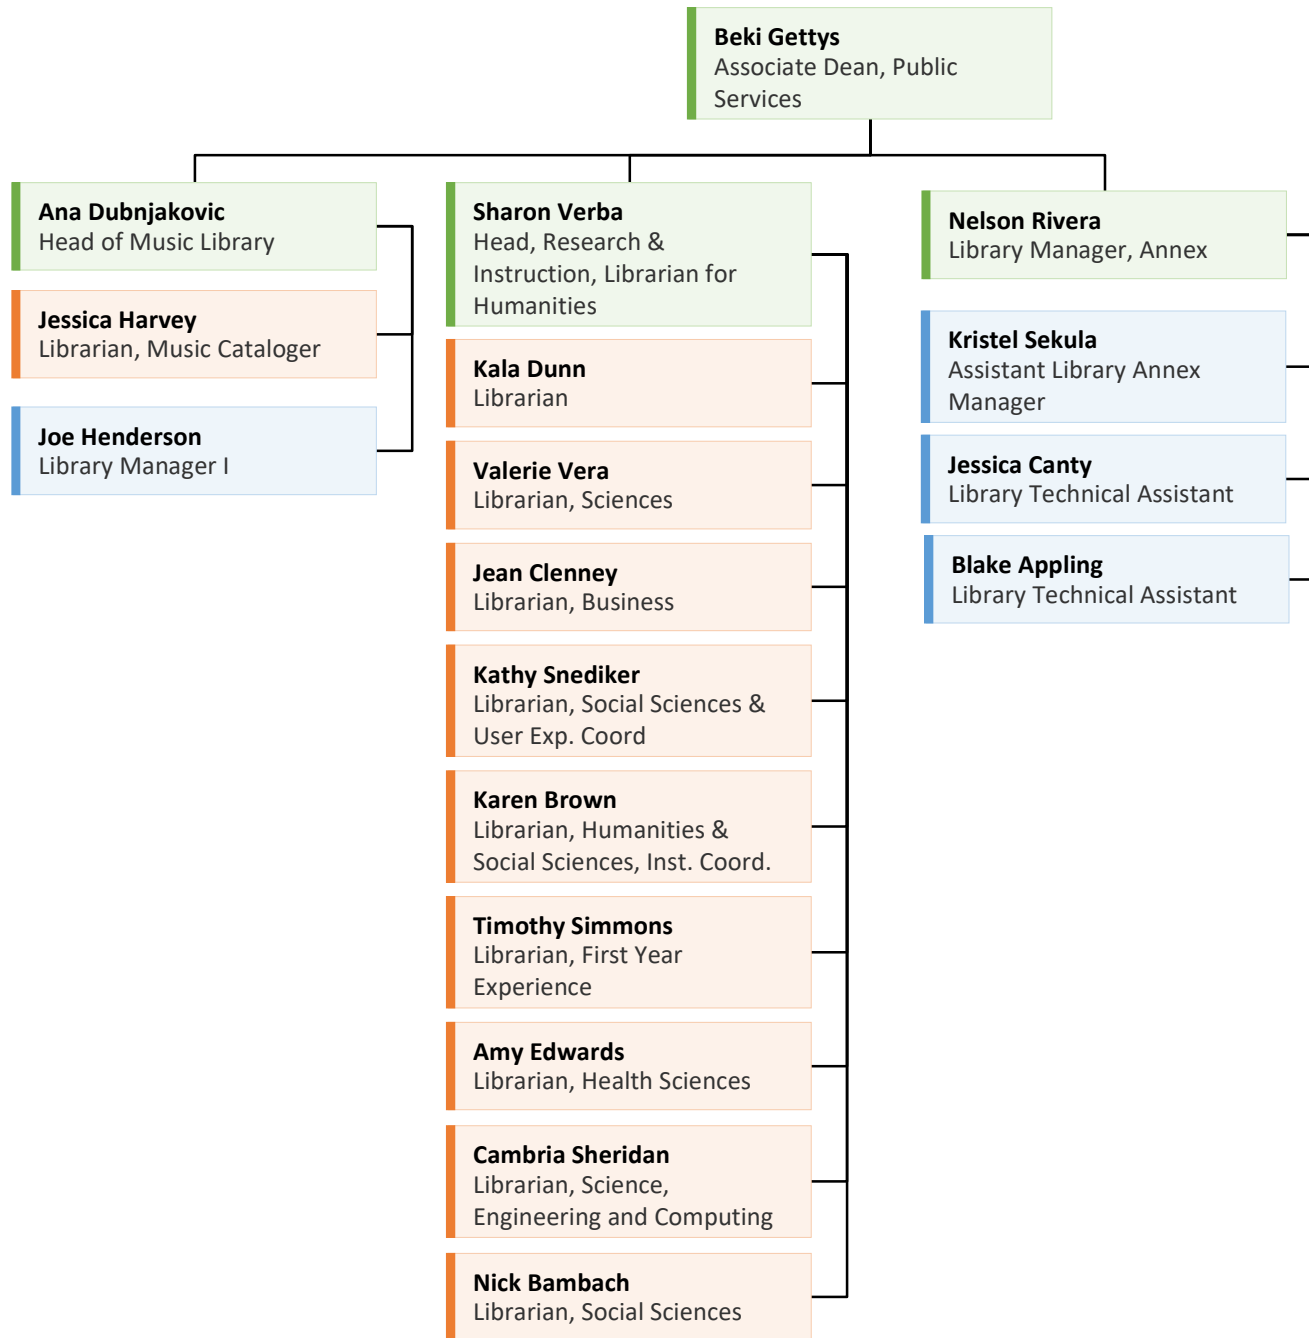 Beki Gettys
Associate Dean, Public
Services
Ana Dubnjakovic
Head of Music Library
Jessica Harvey
Librarian, Music Cataloger
Joe Henderson
Library Manager I
Sharon Verba
Head, Research &
Instruction, Librarian for
Humanities
Kala Dunn
Librarian
Valerie Vera
Librarian, Sciences
Jean Clenney
Librarian, Business
Kathy Snediker
Librarian, Social Sciences &
User Exp. Coord
Karen Brown
Librarian, Humanities &
Social Sciences, Inst. Coord.
Timothy Simmons
Librarian, First Year
Experience
Amy Edwards
Librarian, Health Sciences
Cambria Sheridan
Librarian, Science,
Engineering and Computing
Nick Bambach
Librarian, Social Sciences
Nelson Rivera
Library Manager, Annex
Kristel Sekula
Assistant Library Annex
Manager
Jessica Canty
Library Technical Assistant
Blake Appling
Library Technical Assistant